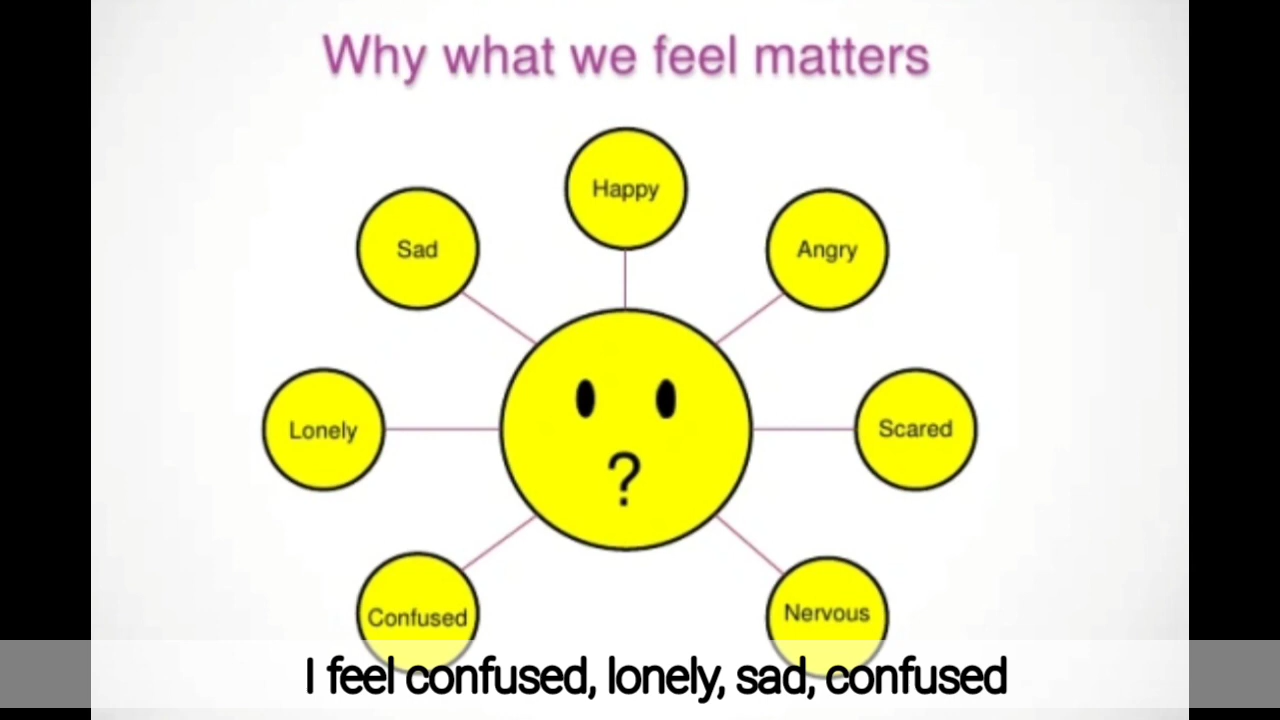 Why what we feel matters
Happy
Sad
Angry
Lonely
?
Scared
Confused
Nervous
I feel confused, lonely, sad, confused